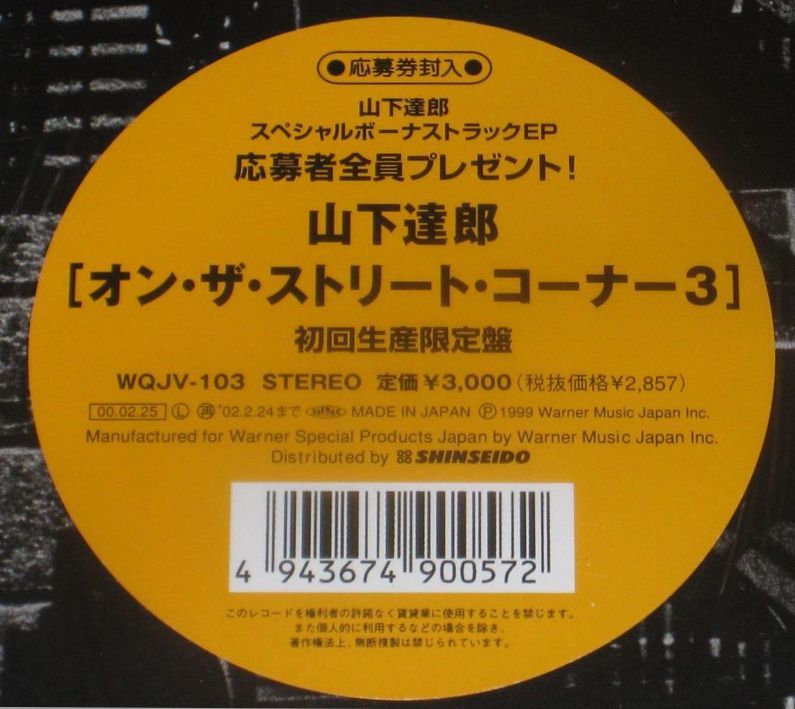 ●応募券封入●
山下達郎
スペシャルボーナストラックEP
応募者全員プレゼント!
山下達郎
[オン・ザ・ストリート・コーナー3]
初回生産限定盤
WQJV-103 STEREO 定価¥3,000(税抜価格¥2,857)
00.02.25 Ⓛ ㊞'02.2.24まで MADE IN JAPAN Ⓟ1999 Warner Music Japan Inc.
Manufactured for Warner Special Products Japan by Warner Music Japan Inc.
Distributed by SHINSEIDO
4 943674 900572
このレコードを権利者の許諾なく賃貸業に使用することを禁じます。
また個人的に利用するなどの場合を除き、
著作権法上、無断複製は禁じられています。